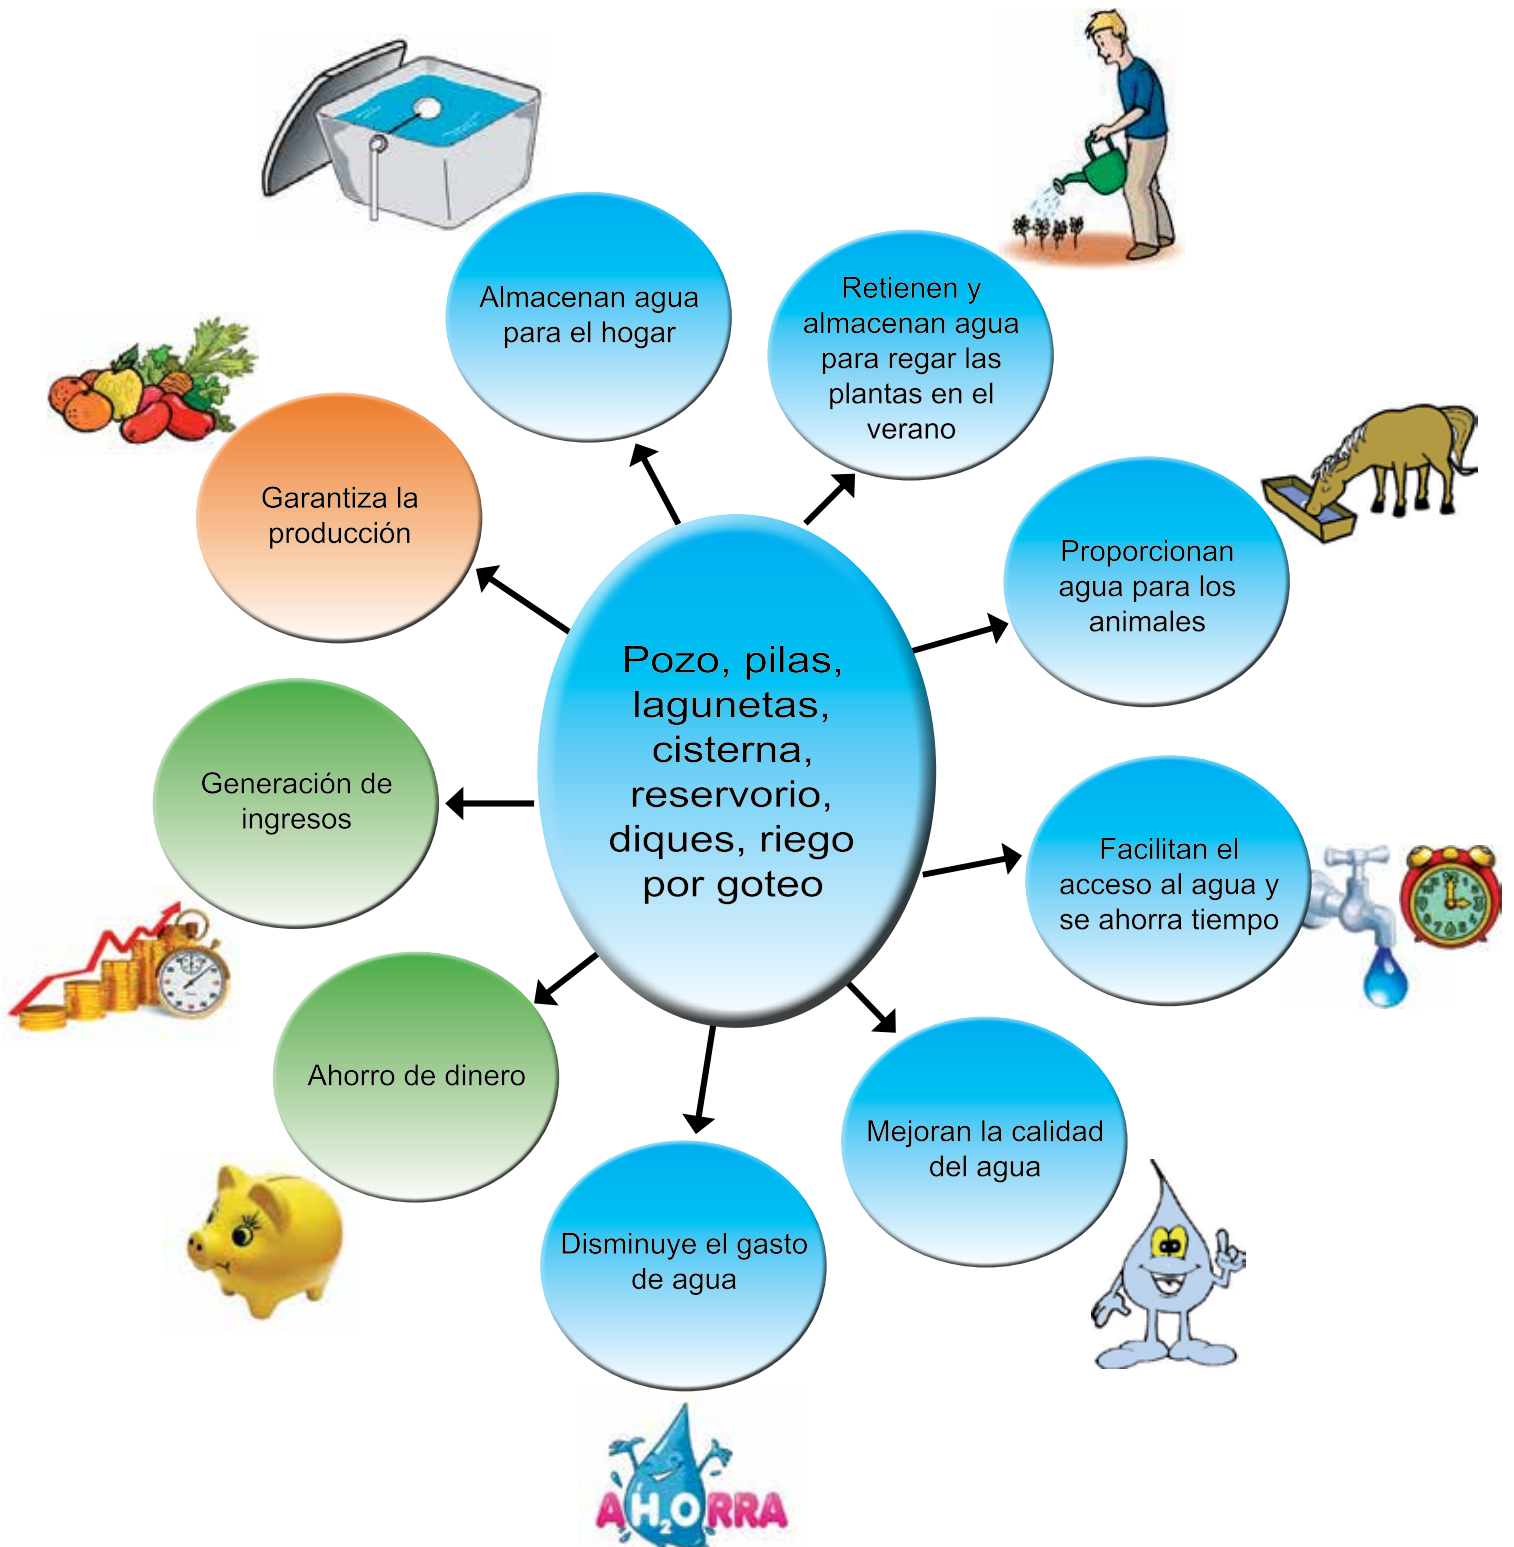 Almacenan agua
para el hogar
Retienen y
almacenan agua
para regar las
plantas en el
verano
Proporcionan
agua para los
animales
Facilitan el
acceso al agua y
se ahorra tiempo
Mejoran la calidad
del agua
Disminuye el gasto
de agua
Ahorro de dinero
Generación de
ingresos
Garantiza la
producción
Pozo, pilas,
lagunetas,
cisterna,
reservorio,
diques, riego
por goteo
AH₂ORRA